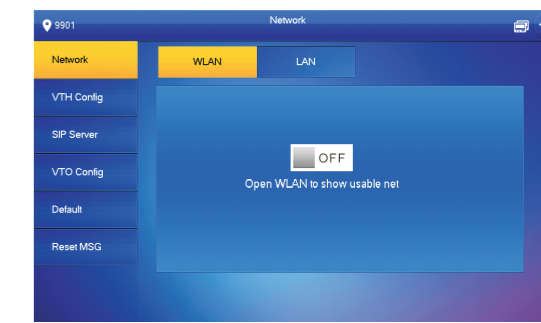 9901
Network
Network
WLAN
LAN
VTH Config
SIP Server
OFF
VTO Config
Open WLAN to show usable net
Default
Reset MSG